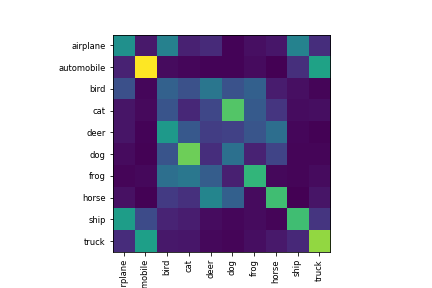 airplane
automobile
bird
cat
deer
dog
frog
horse
ship
truck
rplane
mobile
bird
cat
deer
dog
frog
horse
ship
truck